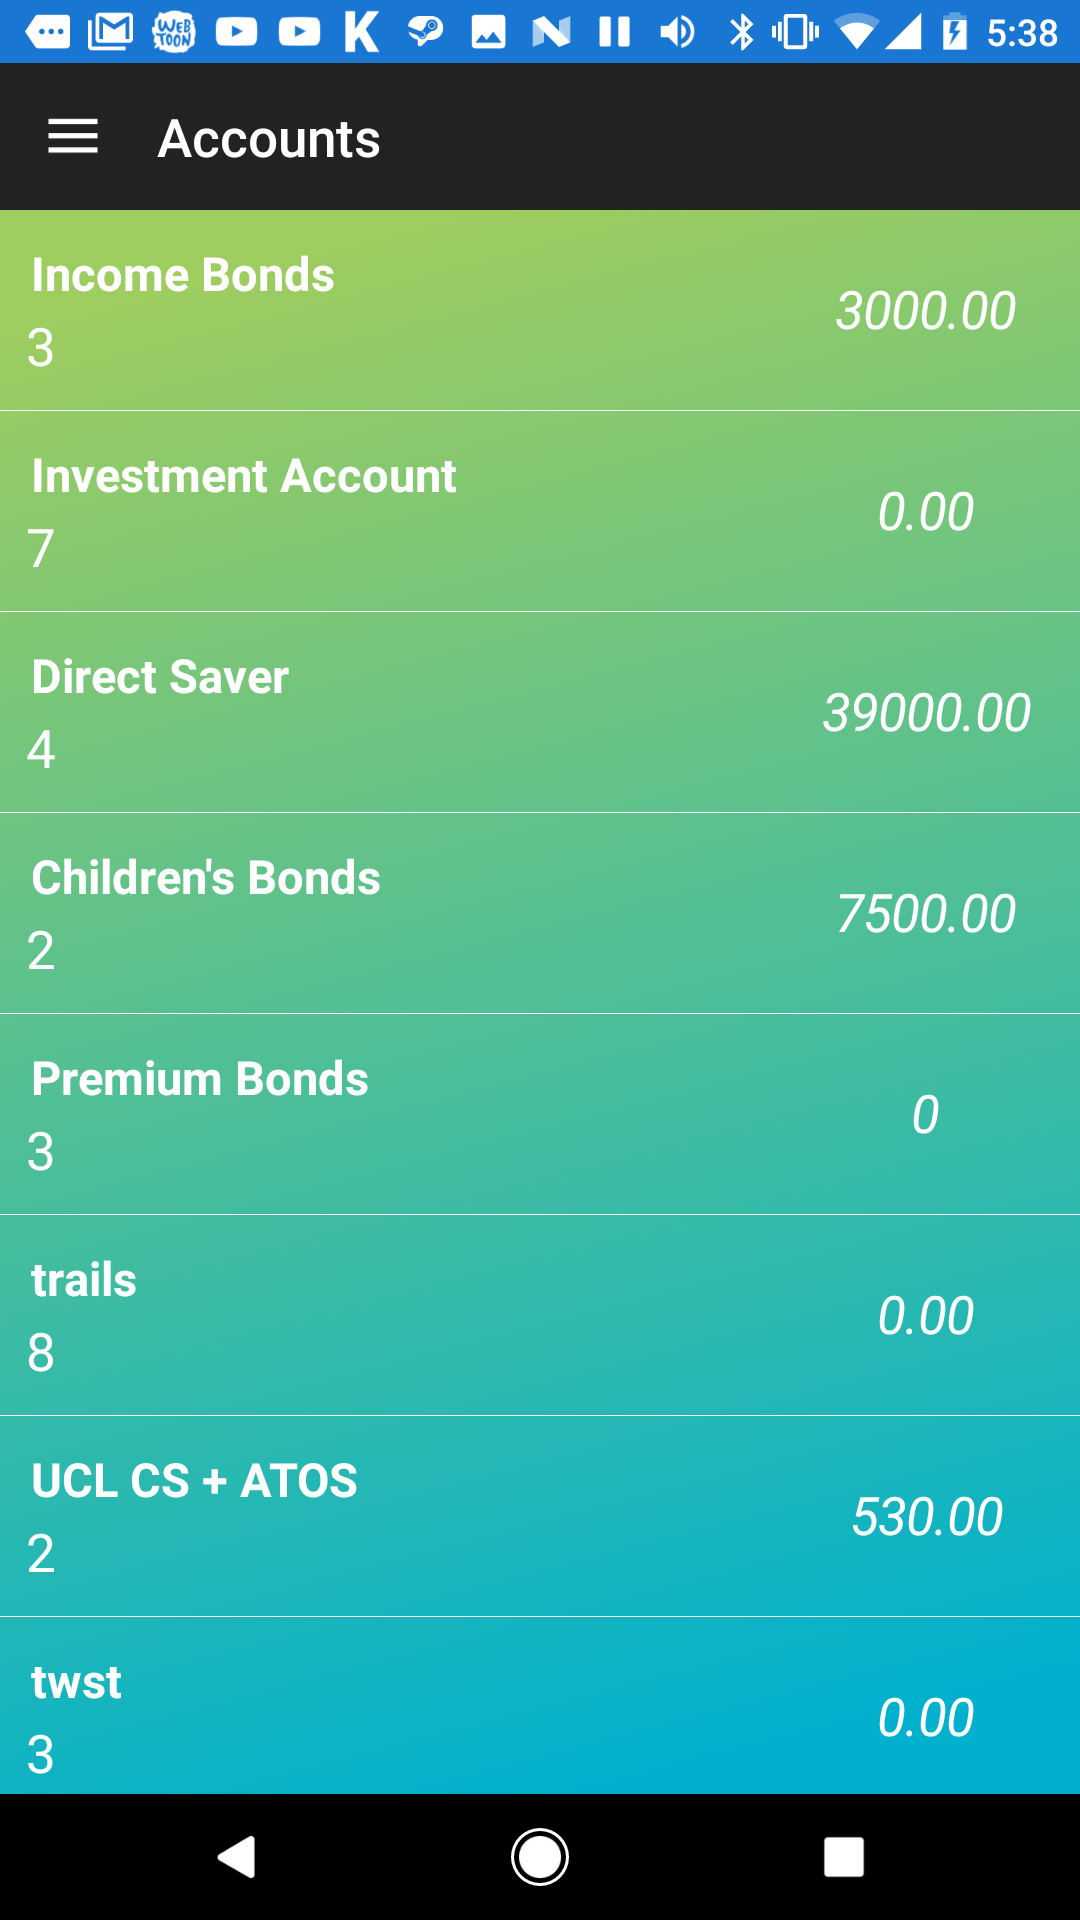 WEB TOON 5:38
Accounts
Income Bonds
3
3000.00
Investment Account
7
0.00
Direct Saver
4
39000.00
Children's Bonds
2
7500.00
Premium Bonds
3
0
trails
8
0.00
UCL CS + ATOS
2
530.00
twst
3
0.00